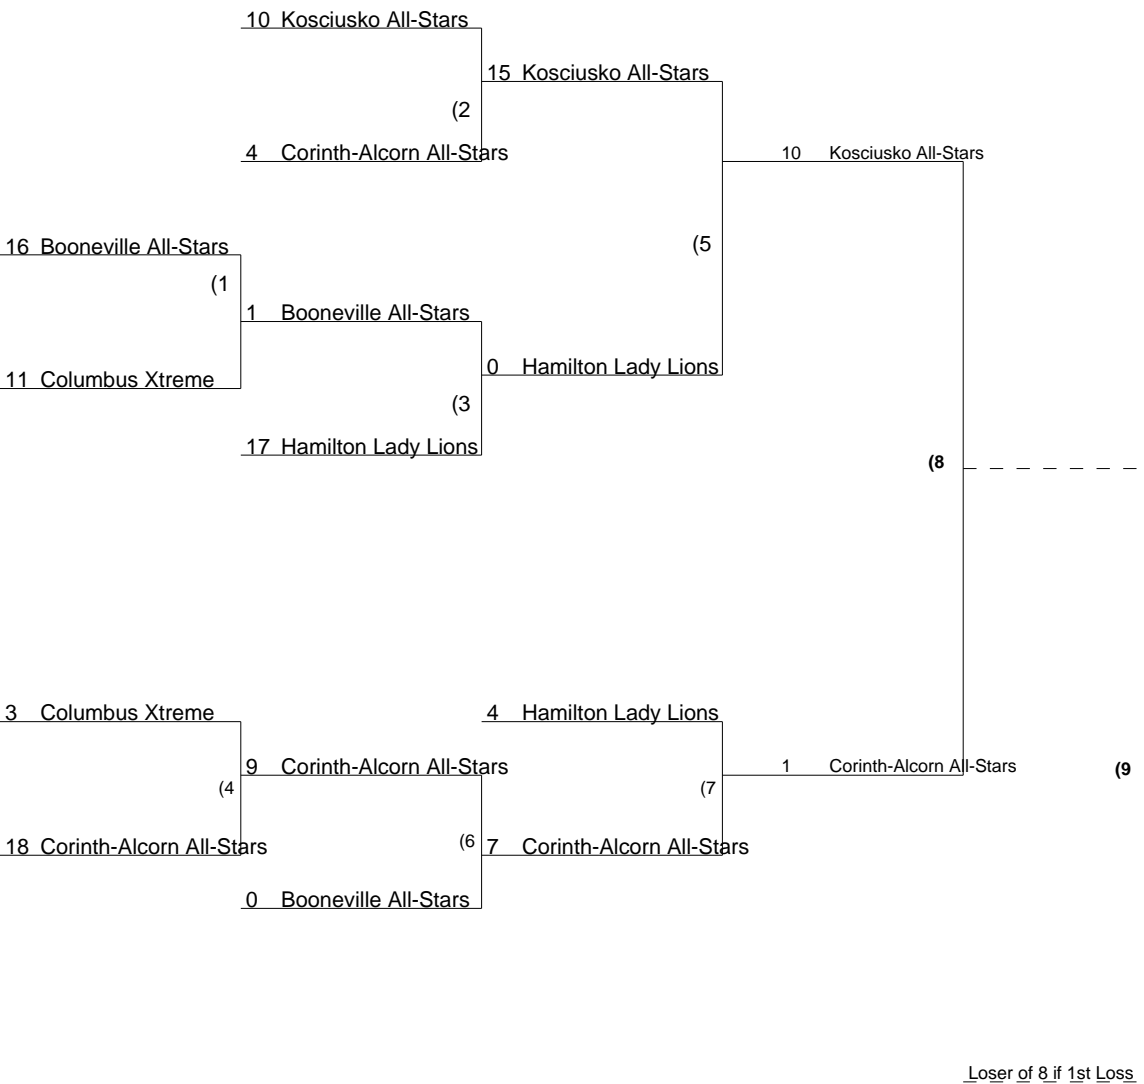 10 Kosciusko All-Stars
15 Kosciusko All-Stars
(2
4 Corinth-Alcorn All-Stars
10 Kosciusko All-Stars
16 Booneville All-Stars
(5
(1
1 Booneville All-Stars
0 Hamilton Lady Lions
11 Columbus Xtreme
(3
17 Hamilton Lady Lions
(8
3 Columbus Xtreme
4 Hamilton Lady Lions
9 Corinth-Alcorn All-Stars
1 Corinth-Alcorn All-Stars
(9
(4
(7
(6
18 Corinth-Alcorn All-Stars
7 Corinth-Alcorn All-Stars
0 Booneville All-Stars
Loser of 8 if 1st Loss